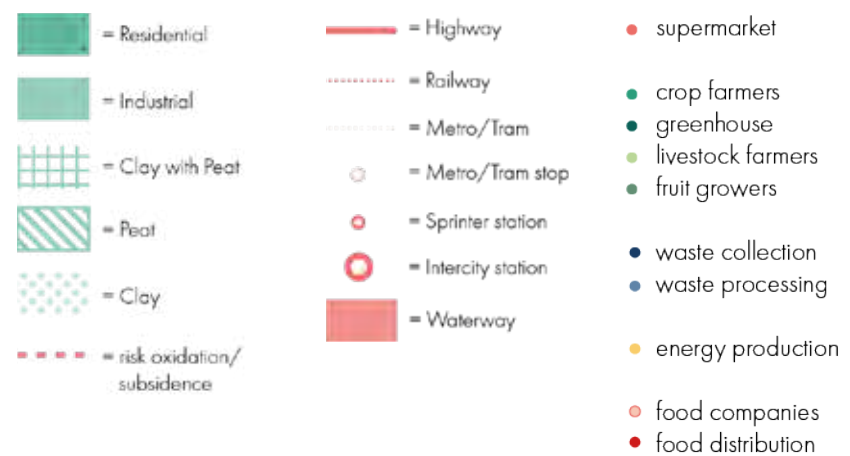 = Residential
= Industrial
= Clay with Peat
= Peat
= Clay
= risk oxidation/
subsidence
= Highway
= Railway
= Metro/Tram
= Metro/Tram stop
= Sprinter station
= Intercity station
= Waterway
supermarket
crop farmers
greenhouse
livestock farmers
fruit growers
waste collection
waste processing
energy production
food companies
food distribution